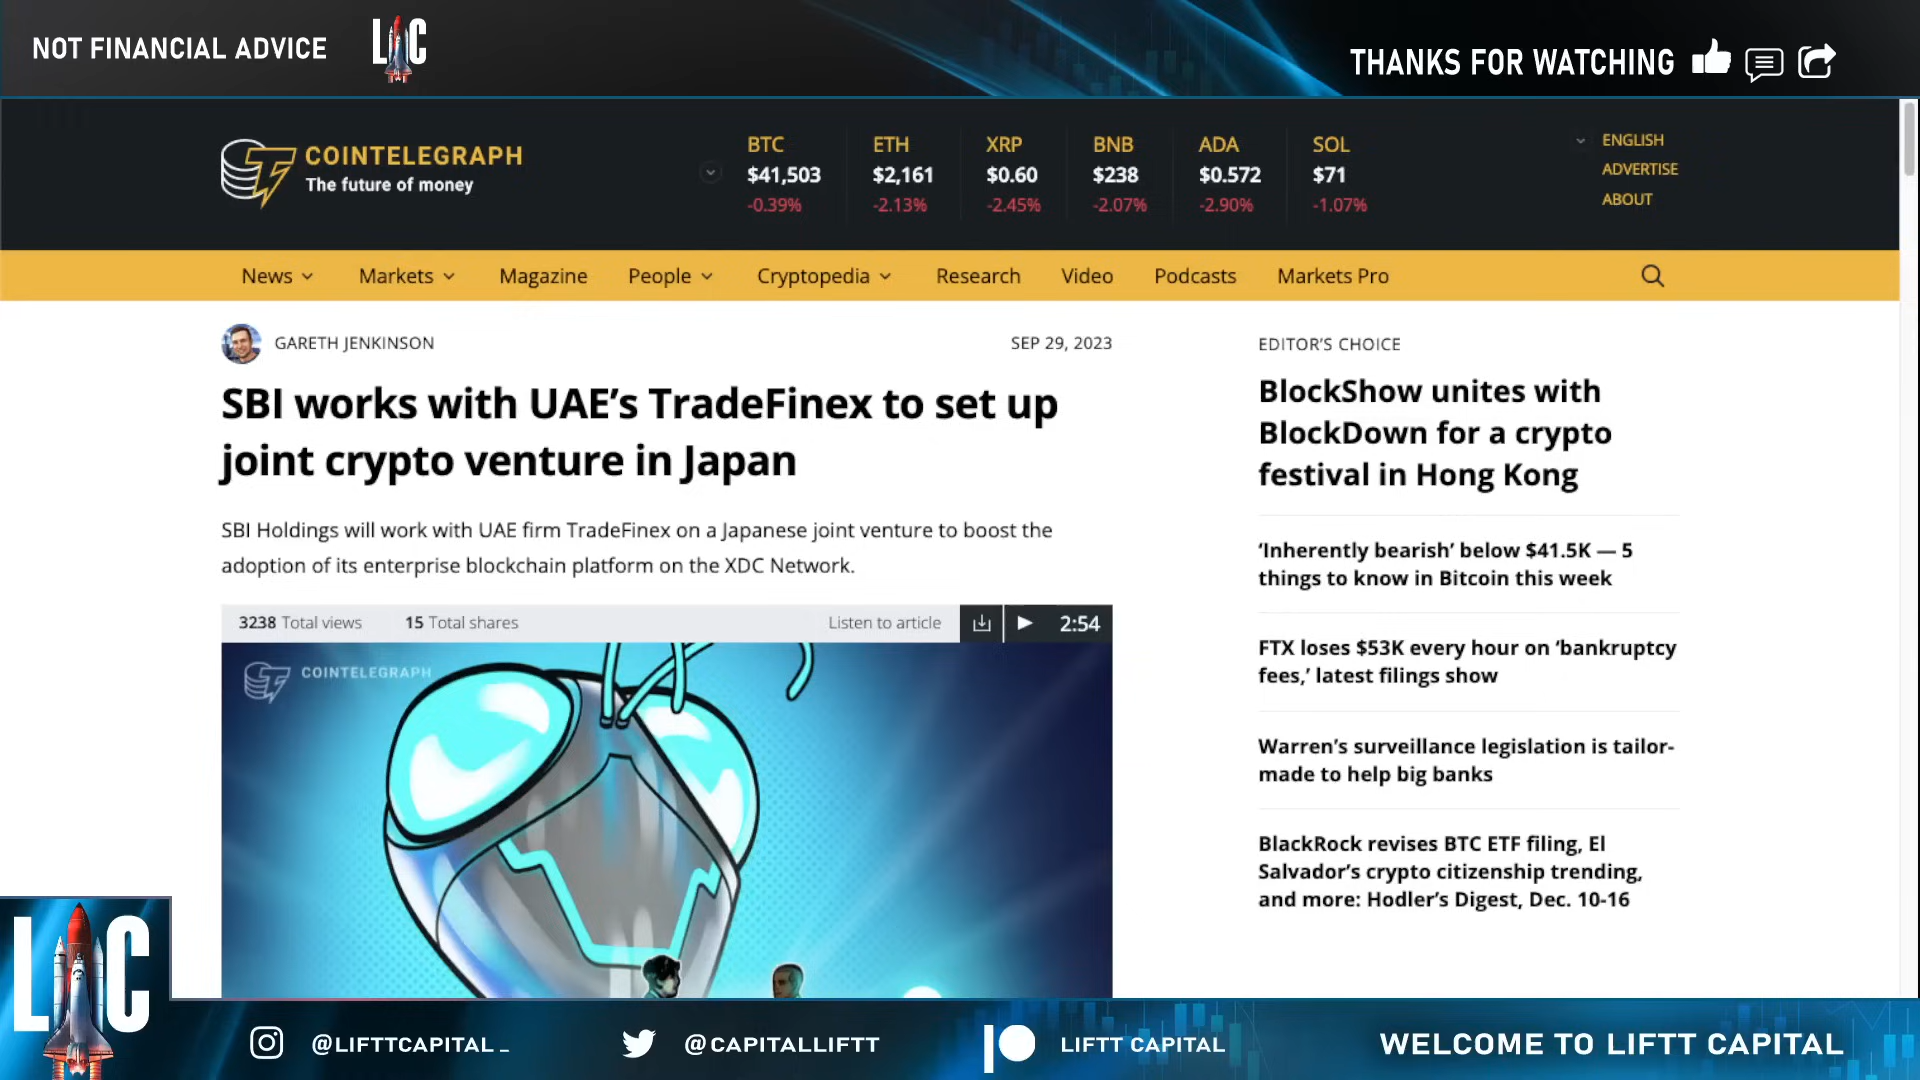 NOT FINANCIAL ADVICE
LC
THANKS FOR WATCHING
COINTELEGRAPH
The future of money
BTC
$41,503
-0.39%
ETH
$2,161
-2.13%
XRP
$0.60
-2.45%
BNB
$238
-2.07%
ADA
$0.572
-2.90%
SOL
$71
-1.07%
ENGLISH
ADVERTISE
ABOUT
News Markets Magazine People Cryptopedia Research Video Podcasts Markets Pro
GARETH JENKINSON SEP 29, 2023
SBI works with UAE’s TradeFinex to set up
joint crypto venture in Japan
SBI Holdings will work with UAE firm TradeFinex on a Japanese joint venture to boost the
adoption of its enterprise blockchain platform on the XDC Network.
3238 Total views 15 Total shares Listen to article 2:54
COINTELEGRAPH
EDITOR’S CHOICE
BlockShow unites with
BlockDown for a crypto
festival in Hong Kong
‘Inherently bearish’ below $41.5K — 5
things to know in Bitcoin this week
FTX loses $53K every hour on ‘bankruptcy
fees,’ latest filings show
Warren’s surveillance legislation is tailor-
made to help big banks
BlackRock revises BTC ETF filing, El
Salvador’s crypto citizenship trending,
and more: Hodler’s Digest, Dec. 10-16
LC
@LIFTTCAPITAL_ @CAPITALLIFTT LIFTT CAPITAL WELCOME TO LIFTT CAPITAL